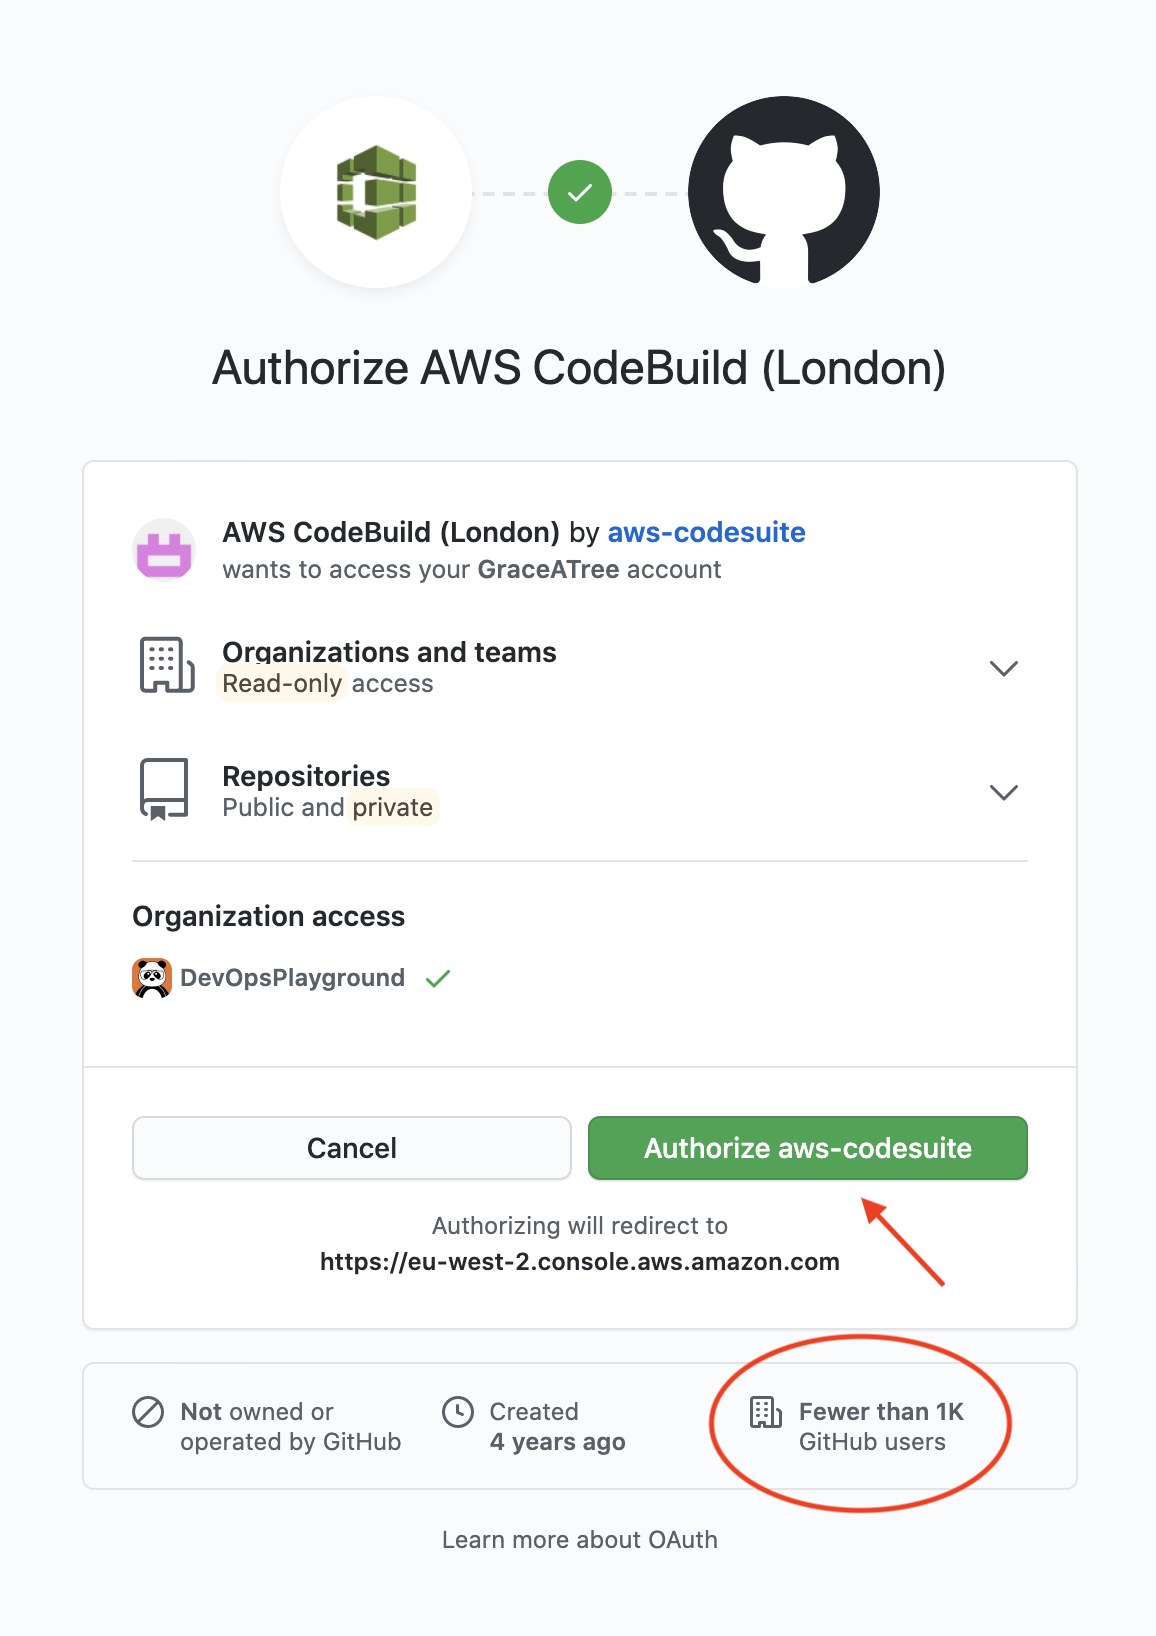 Authorize AWS CodeBuild (London)
AWS CodeBuild (London) by aws-codesuite
wants to access your GraceATree account
Organizations and teams
Read-only access
Repositories
Public and private
Organization access
DevOpsPlayground
Cancel
Authorize aws-codesuite
Authorizing will redirect to
https://eu-west-2.console.aws.amazon.com
Not owned or
operated by GitHub
Created
4 years ago
Fewer than 1K
GitHub users
Learn more about OAuth